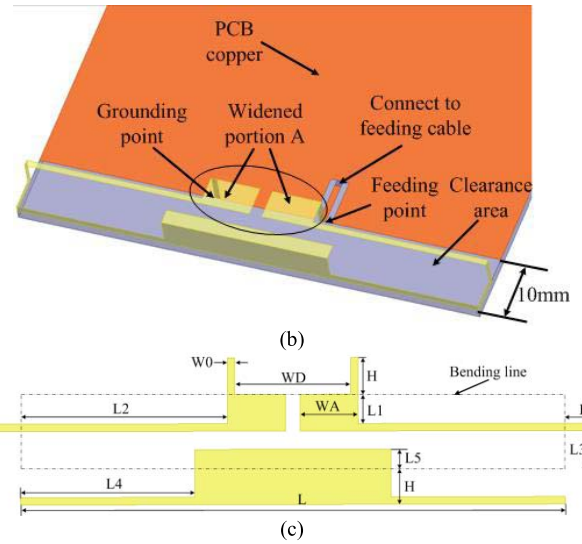 PCB
copper
Grounding
point
Widened
portion A
Connect to
feeding cable
Feeding
point
Clearance
area
10mm
(b)
W0
WD
H
Bending line
L2
WA
L1
L3
L5
L4
H
L
(c)